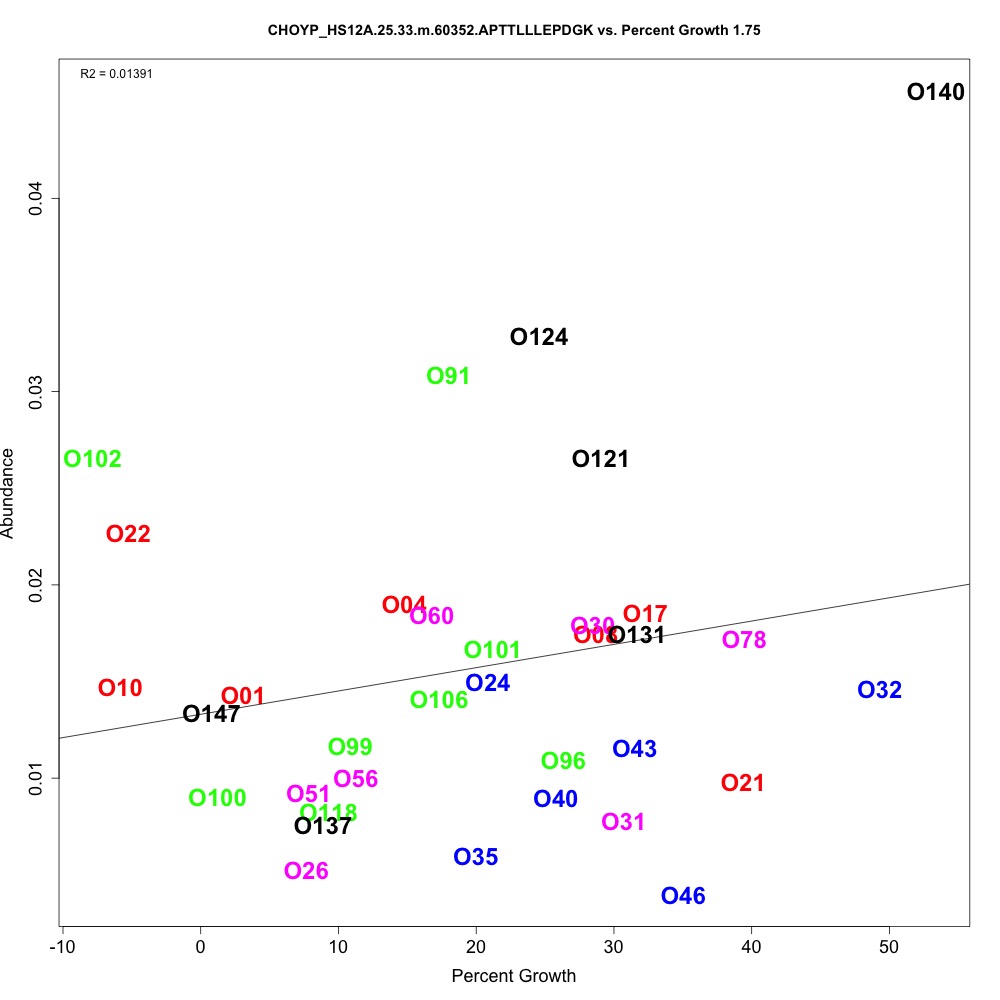 CHOYP_HS12A.25.33.m.60352.APTTLLLEPDGK vs. Percent Growth 1.75
R2 = 0.01391
O140
0.04
O124
O91
0.03
O102
O121
Abundance
O22
0.02
O04
O60
O17
O30
O08
O131
O78
O101
O24
O10
O32
O01
O106
O147
O99
O43
O96
0.01
O56
O21
O51
O100
O40
O118
O31
O137
O35
O26
O46
-10 0 10 20 30 40 50
Percent Growth